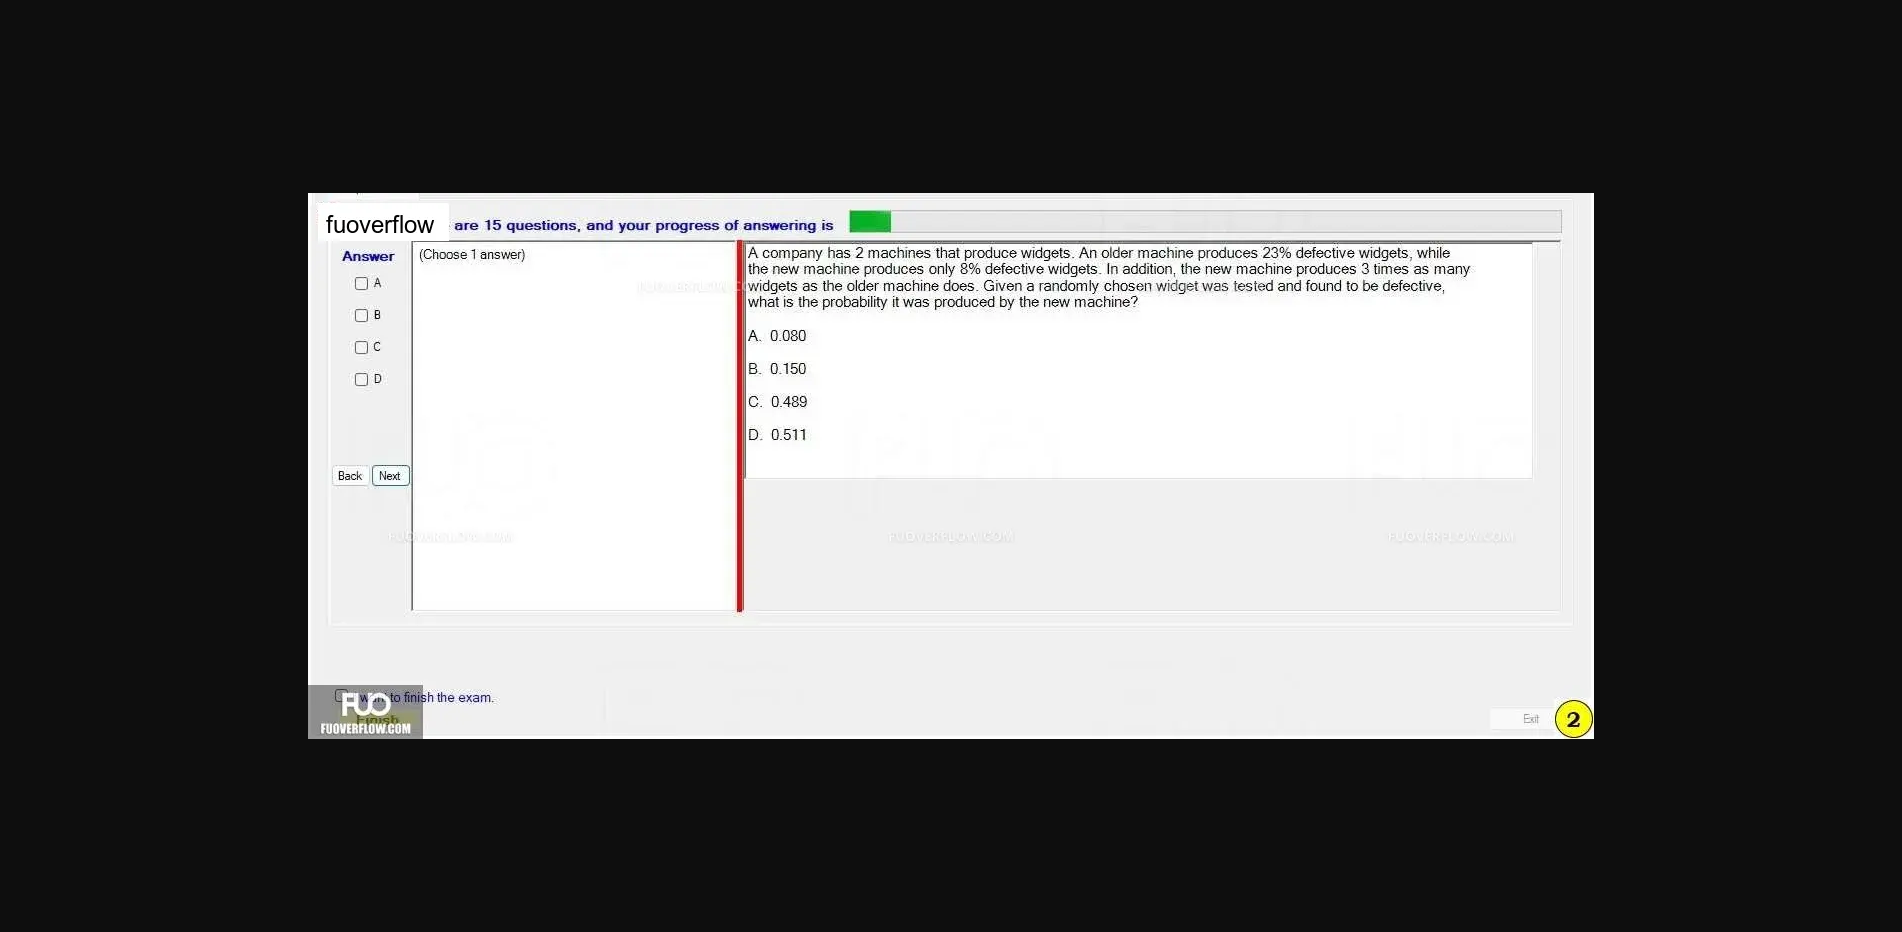 fuoverflow
are 15 questions, and your progress of answering is
Answer
(Choose 1 answer)
A
B
C
D
Back
Next
A company has 2 machines that produce widgets. An older machine produces 23% defective widgets, while
the new machine produces only 8% defective widgets. In addition, the new machine produces 3 times as many
widgets as the older machine does. Given a randomly chosen widget was tested and found to be defective,
what is the probability it was produced by the new machine?
A. 0.080
B. 0.150
C. 0.489
D. 0.511
FUOVERFLOW.COM
FUOVERFLOW.COM
FUOVERFLOW.COM
want to finish the exam.
FUO
Finish
FUOVERFLOW.COM
Exit
2